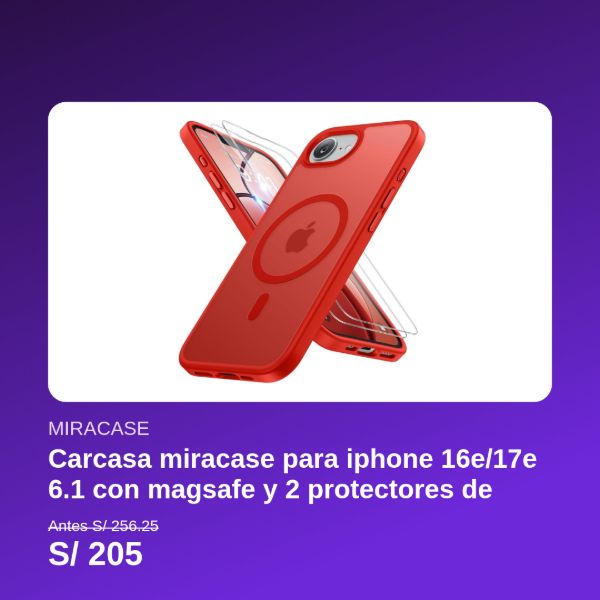 MIRACASE
Carcasa miracase para iphone 16e/17e
6.1 con magsafe y 2 protectores de
Antes S/ 256.25
S/ 205